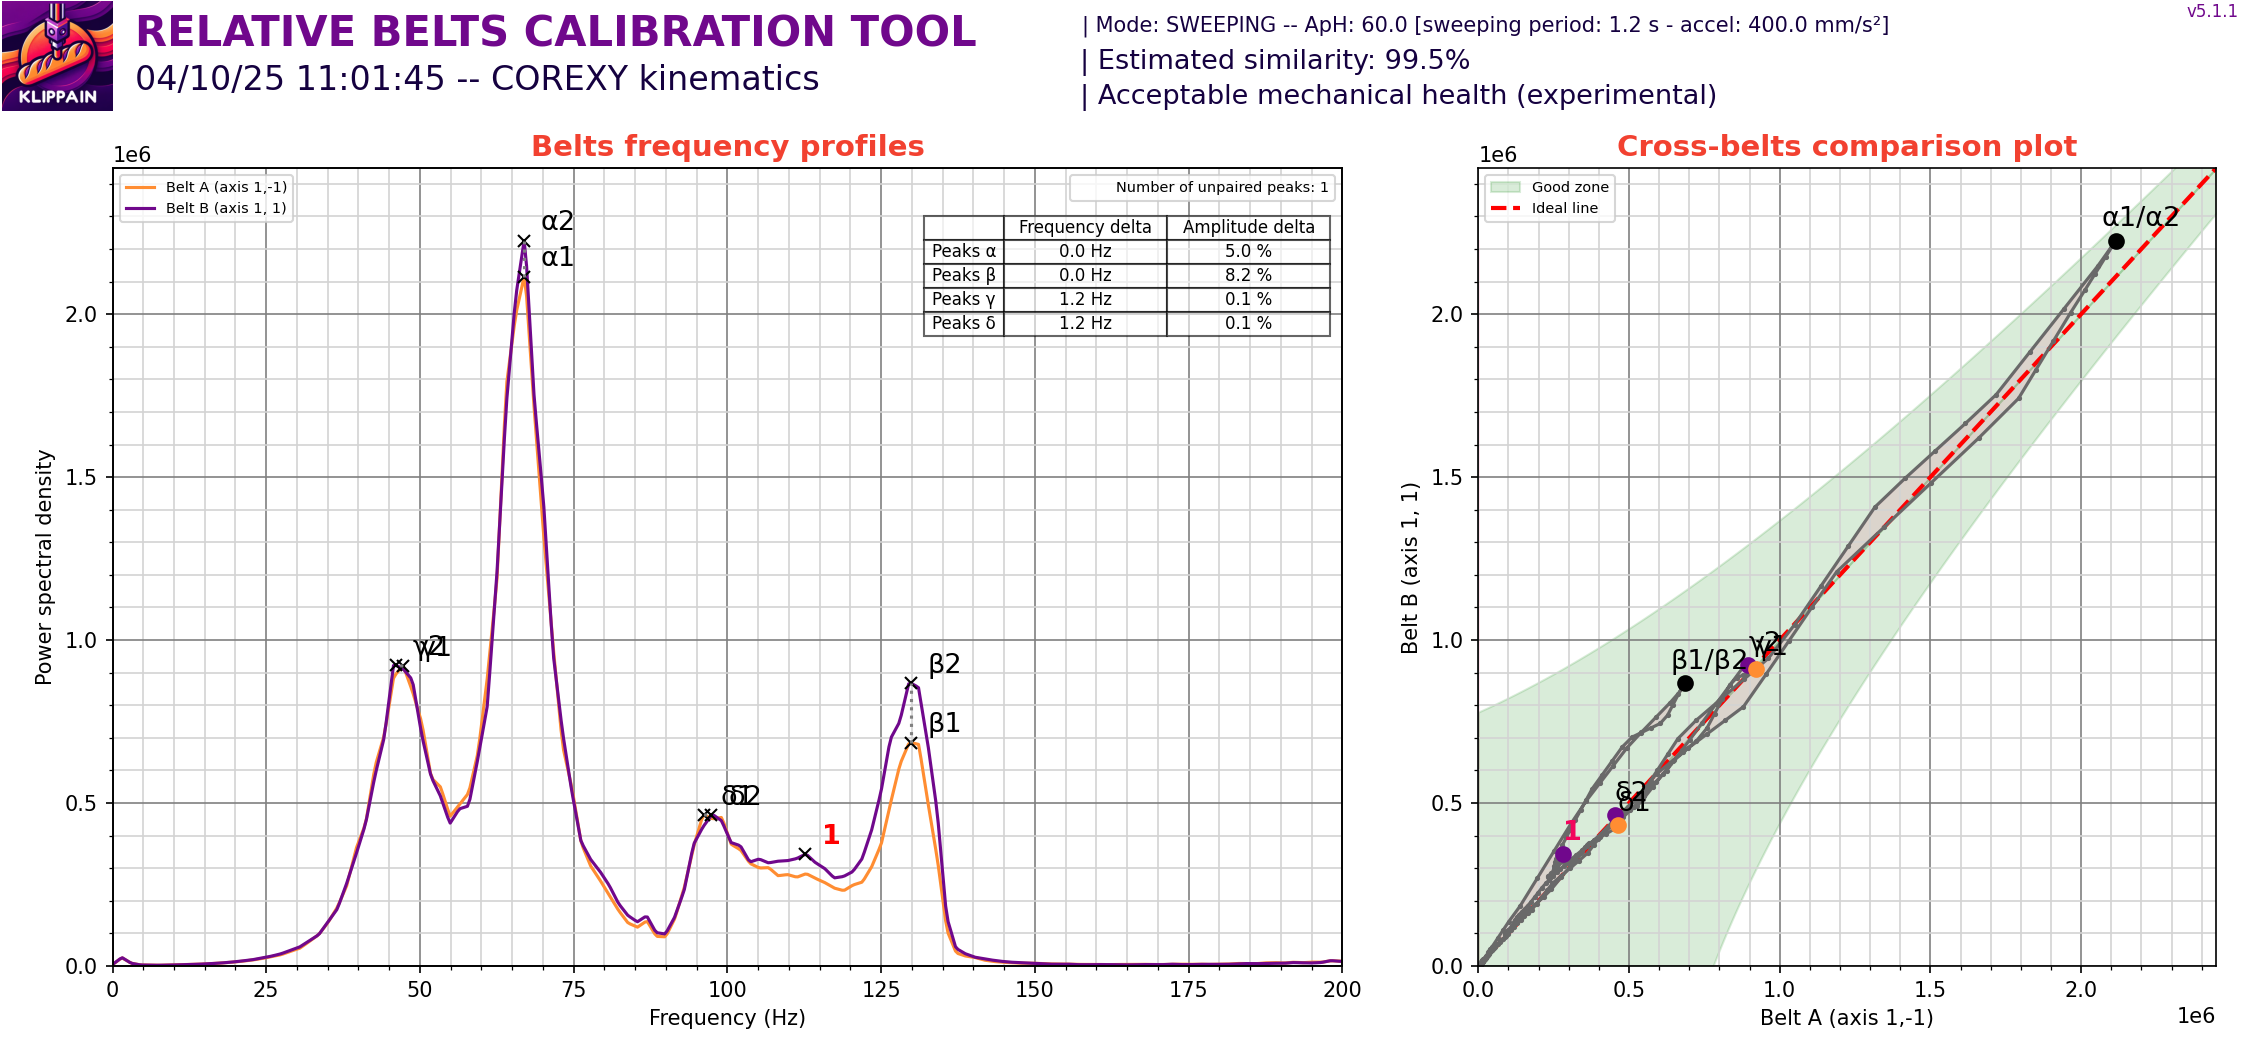 KLIPPAIN
RELATIVE BELTS CALIBRATION TOOL
04/10/25 11:01:45 -- COREXY kinematics
| Mode: SWEEPING -- ApH: 60.0 [sweeping period: 1.2 s - accel: 400.0 mm/s²]
| Estimated similarity: 99.5%
| Acceptable mechanical health (experimental)
v5.1.1
Belts frequency profiles
1e6
Belt A (axis 1,-1)
Belt B (axis 1, 1)
Number of unpaired peaks: 1
Frequency delta Amplitude delta
Peaks α 0.0 Hz 5.0 %
Peaks β 0.0 Hz 8.2 %
Peaks γ 1.2 Hz 0.1 %
Peaks δ 1.2 Hz 0.1 %
α2
α1
γ2 γ1
β2
β1
δ1 δ2
1
2.0
1.5
1.0
0.5
0.0
Power spectral density
0 25 50 75 100 125 150 175 200
Frequency (Hz)
Cross-belts comparison plot
1e6
Good zone
Ideal line
α1/α2
γ2
γ1
β1/β2
δ2
δ1
1
2.0
1.5
1.0
0.5
0.0
Belt B (axis 1, 1)
0.0 0.5 1.0 1.5 2.0
Belt A (axis 1,-1)
1e6